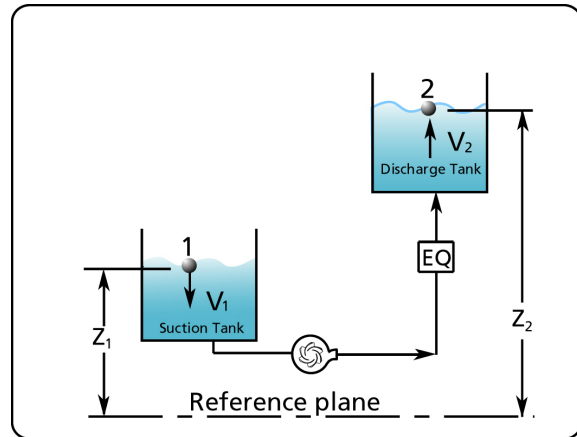 2
V₂
Discharge Tank
1
V₁
Suction Tank
EQ
Z₁
Z₂
Reference plane